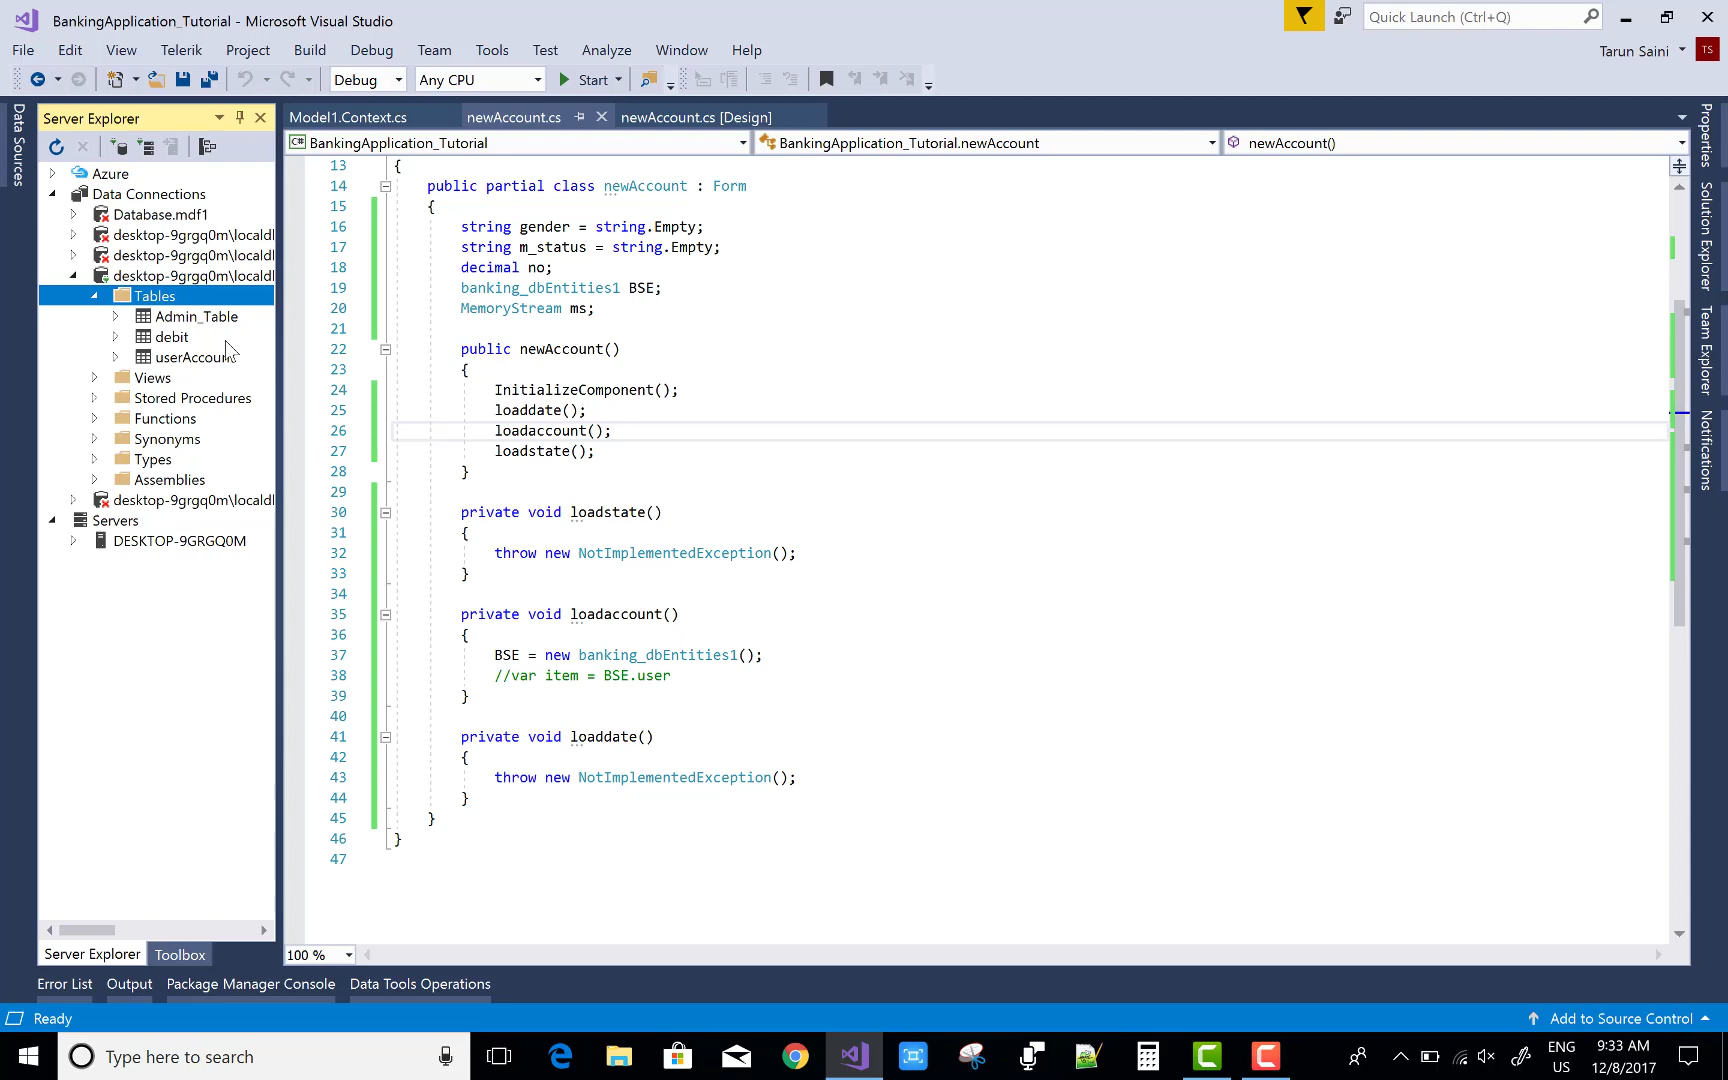 BankingApplication_Tutorial - Microsoft Visual Studio
Quick Launch (Ctrl+Q)
File Edit View Telerik Project Build Debug Team Tools Test Analyze Window Help
Tarun Saini TS
Debug Any CPU Start
Data Sources
Server Explorer
Azure
Data Connections
Database.mdf1
desktop-9grgq0m\localdl
desktop-9grgq0m\localdl
desktop-9grgq0m\localdl
Tables
Admin_Table
debit
userAccount
Views
Stored Procedures
Functions
Synonyms
Types
Assemblies
desktop-9grgq0m\localdl
Servers
DESKTOP-9GRGQ0M
Server Explorer Toolbox
Model1.Context.cs newAccount.cs newAccount.cs [Design]
C# BankingApplication_Tutorial BankingApplication_Tutorial.newAccount newAccount()
13 {
14 public partial class newAccount : Form
15 {
16 string gender = string.Empty;
17 string m_status = string.Empty;
18 decimal no;
19 banking_dbEntities1 BSE;
20 MemoryStream ms;
21
22 public newAccount()
23 {
24 InitializeComponent();
25 loaddate();
26 loadaccount();
27 loadstate();
28 }
29
30 private void loadstate()
31 {
32 throw new NotImplementedException();
33 }
34
35 private void loadaccount()
36 {
37 BSE = new banking_dbEntities1();
38 //var item = BSE.user
39 }
40
41 private void loaddate()
42 {
43 throw new NotImplementedException();
44 }
45 }
46 }
47
100 %
Properties
Solution Explorer
Team Explorer
Notifications
Error List Output Package Manager Console Data Tools Operations
Ready
Add to Source Control
Type here to search
ENG
US
9:33 AM
12/8/2017